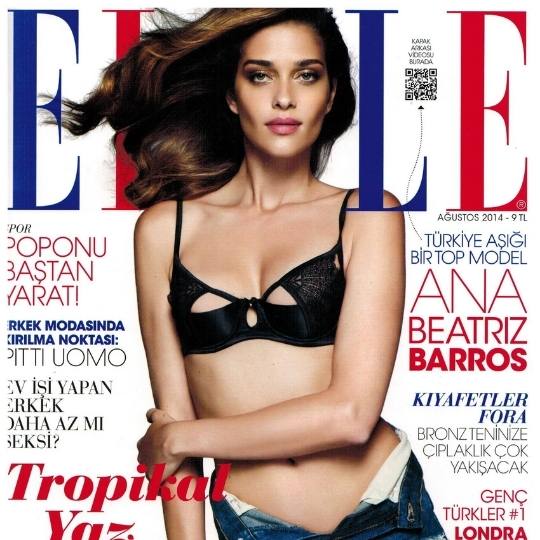 ELLE
KAPAK
ARKASI
VİDEOSU
BURADA
®
AĞUSTOS 2014 - 9 TL
SPOR
POPONU
BAŞTAN
YARAT!
ERKEK MODASINDA
KIRILMA NOKTASI:
PITTI UOMO
EV İŞİ YAPAN
ERKEK
DAHA AZ MI
SEKSİ?
Tropikal
Yaz
TÜRKİYE AŞIĞI
BİR TOP MODEL
ANA
BEATRIZ
BARROS
KIYAFETLER
FORA
BRONZ TENİNİZE
ÇIPLAKLIK ÇOK
YAKIŞACAK
GENÇ
TÜRKLER #1
LONDRA